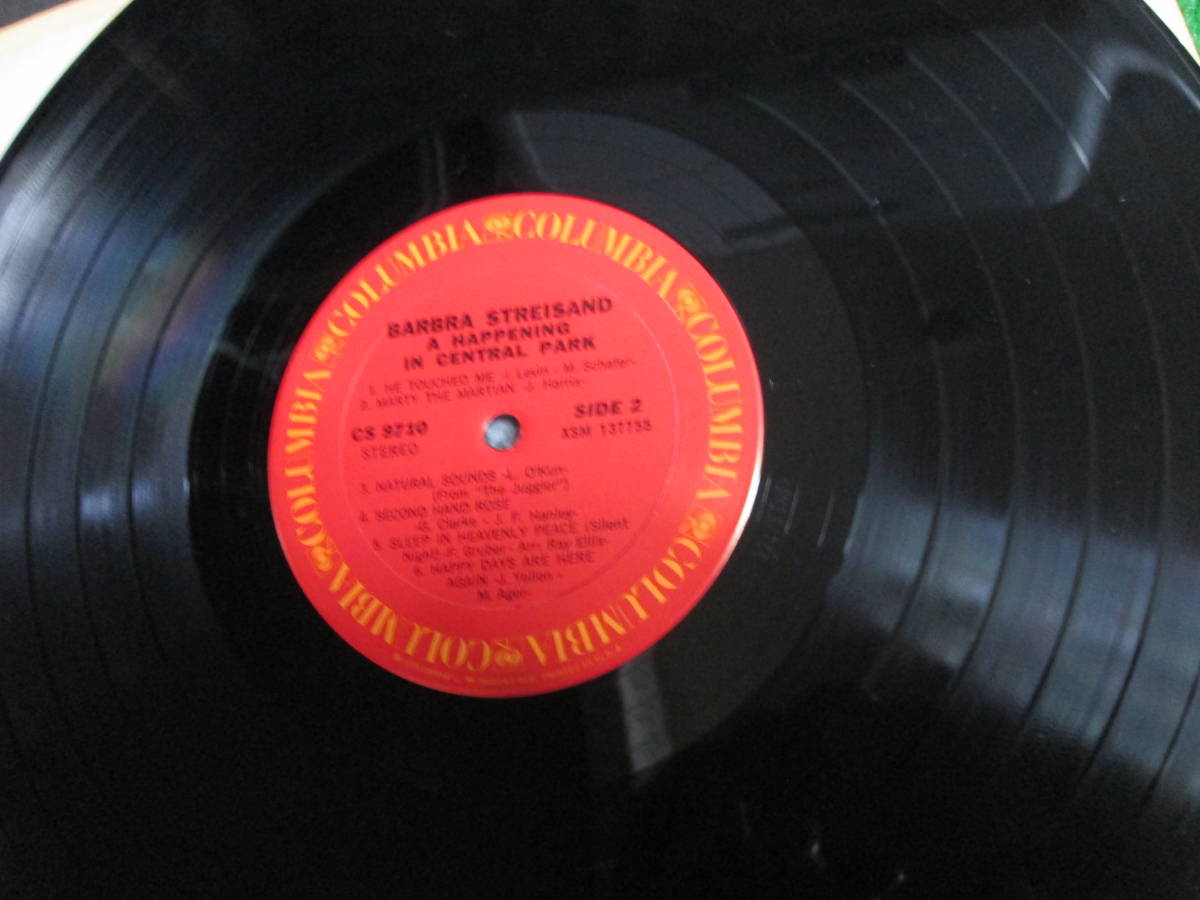 COLUMBIA COLUMBIA COLUMBIA COLUMBIA COLUMBIA COLUMBIA COLUMBIA COLUMBIA
BARBRA STREISAND
A HAPPENING
IN CENTRAL PARK
1. HE TOUCHED ME -I. Levin - M. Schafer-
2. MARTY THE MARTIAN -J. Harris-
CS 9710
STEREO
SIDE 2
XSM 137755
3. NATURAL SOUNDS -L. O'Kun-
(From "The Juggler")
4. SECOND HAND ROSE
-G. Clarke - J. F. Hanley-
5. SLEEP IN HEAVENLY PEACE (Silent
Night) -F. Gruber - Arr. Ray Ellis-
6. HAPPY DAYS ARE HERE
AGAIN -J. Yellen -
M. Ager-